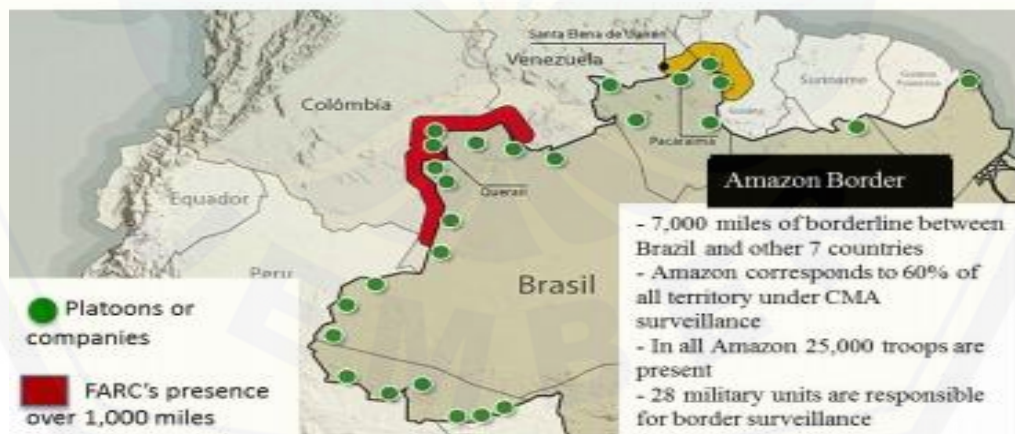 Santa Elena de Uairén
Venezuela
Suriname
Colômbia
Guiana
Pacaraima
Querari
Equador
Peru
Brasil
Amazon Border
- 7,000 miles of borderline between
Brazil and other 7 countries
- Amazon corresponds to 60% of
all territory under CMA
surveillance
- In all Amazon 25,000 troops are
present
- 28 military units are responsible
for border surveillance
Platoons or
companies
FARC's presence
over 1,000 miles